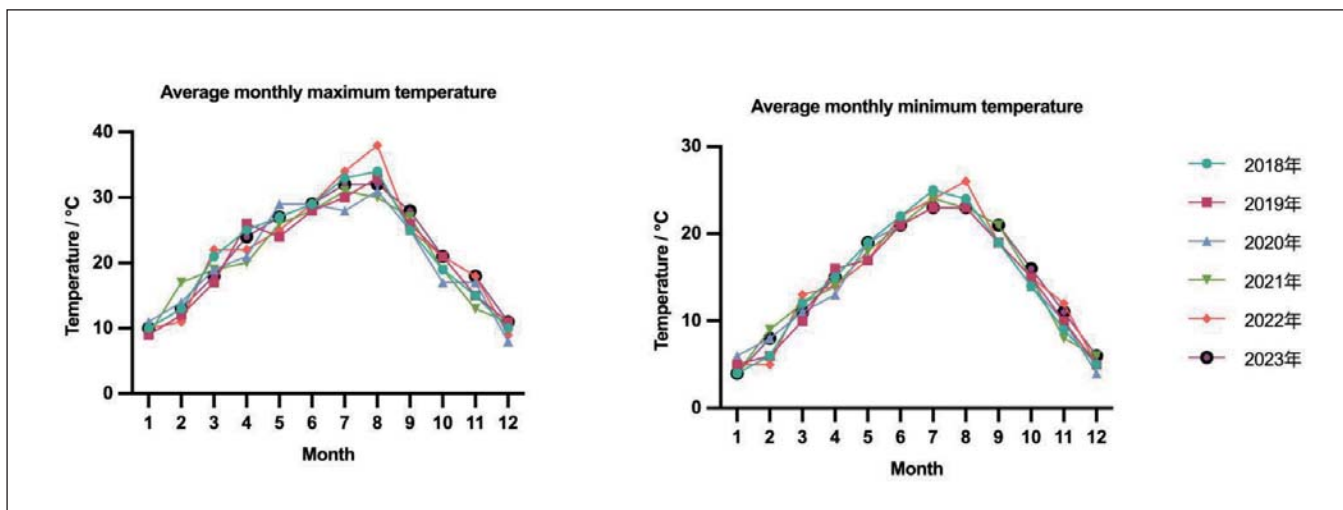 Average monthly maximum temperature
40
30
20
10
0
Temperature / °C
1 2 3 4 5 6 7 8 9 10 11 12
Month
Average monthly minimum temperature
30
20
10
0
Temperature / °C
1 2 3 4 5 6 7 8 9 10 11 12
Month
2018年
2019年
2020年
2021年
2022年
2023年